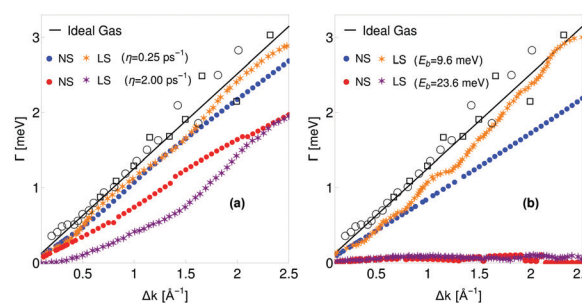 — Ideal Gas
NS LS (η=0.25 ps⁻¹)
NS LS (η=2.00 ps⁻¹)
Γ [meV]
3
2
1
0
(a)
0.5 1 1.5 2 2.5
Δk [Å⁻¹]
— Ideal Gas
NS LS (E_b=9.6 meV)
NS LS (E_b=23.6 meV)
Γ [meV]
3
2
1
0
(b)
0.5 1 1.5 2 2.5
Δk [Å⁻¹]